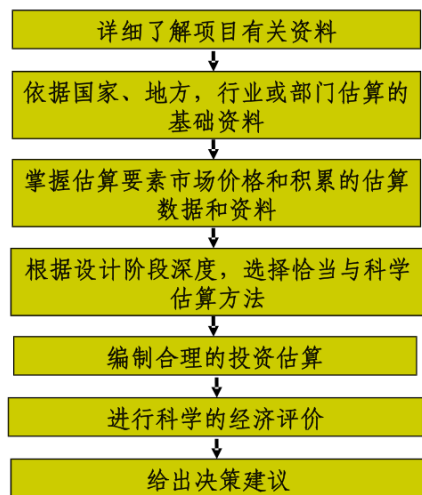 详细了解项目有关资料
依据国家、地方，行业或部门估算的
基础资料
掌握估算要素市场价格和积累的估算
数据和资料
根据设计阶段深度，选择恰当与科学
估算方法
编制合理的投资估算
进行科学的经济评价
给出决策建议